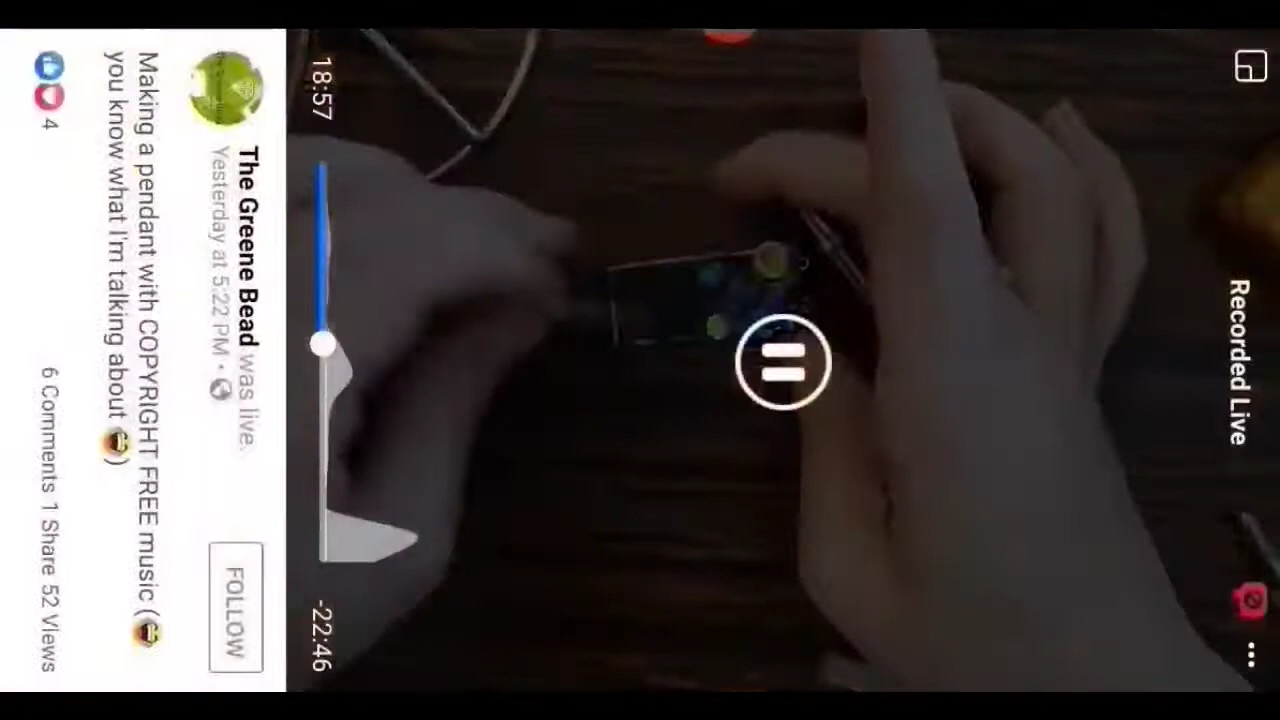 Recorded Live
18:57
-22:46
The Greene Bead was live.
Yesterday at 5:22 PM ·
FOLLOW
Making a pendant with COPYRIGHT FREE music (😎
you know what I'm talking about 😎)
4
6 Comments 1 Share 52 Views